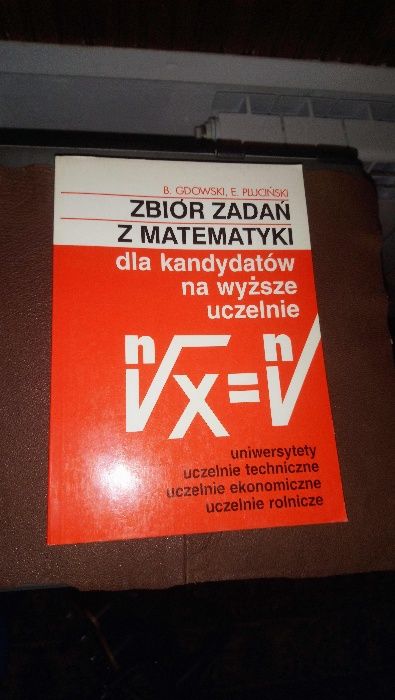 B. GDOWSKI, E. PLUCIŃSKI
ZBIÓR ZADAŃ
Z MATEMATYKI
dla kandydatów
na wyższe
uczelnie
n√x=n√
uniwersytety
uczelnie techniczne
uczelnie ekonomiczne
uczelnie rolnicze